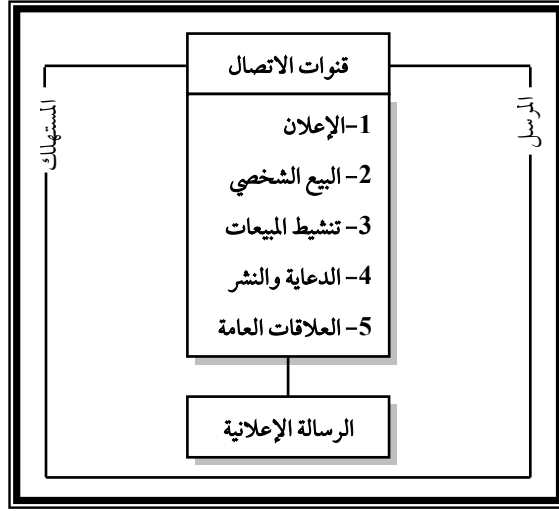 قنوات الاتصال
المرسل
المستهلك
1-الإعلان
2- البيع الشخصي
3- تنشيط المبيعات
4- الدعاية والنشر
5- العلاقات العامة
الرسالة الإعلانية